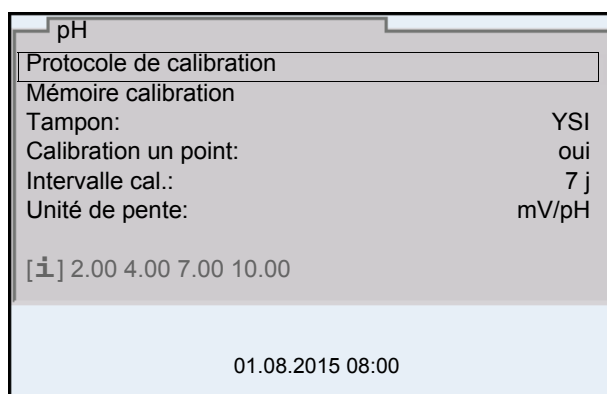 pH
Protocole de calibration
Mémoire calibration
Tampon: YSI
Calibration un point: oui
Intervalle cal.: 7 j
Unité de pente: mV/pH
[i] 2.00 4.00 7.00 10.00
01.08.2015 08:00